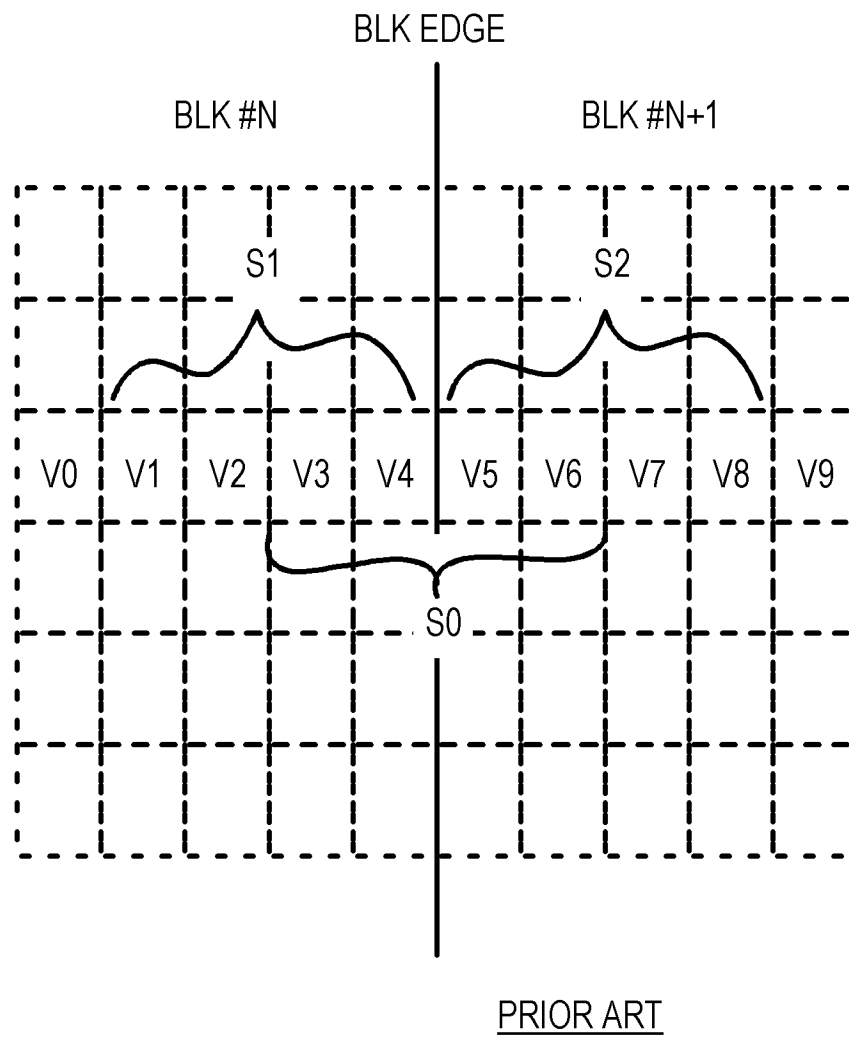 BLK EDGE
BLK #N BLK #N+1
S1 S2
V0 V1 V2 V3 V4 V5 V6 V7 V8 V9
S0
PRIOR ART